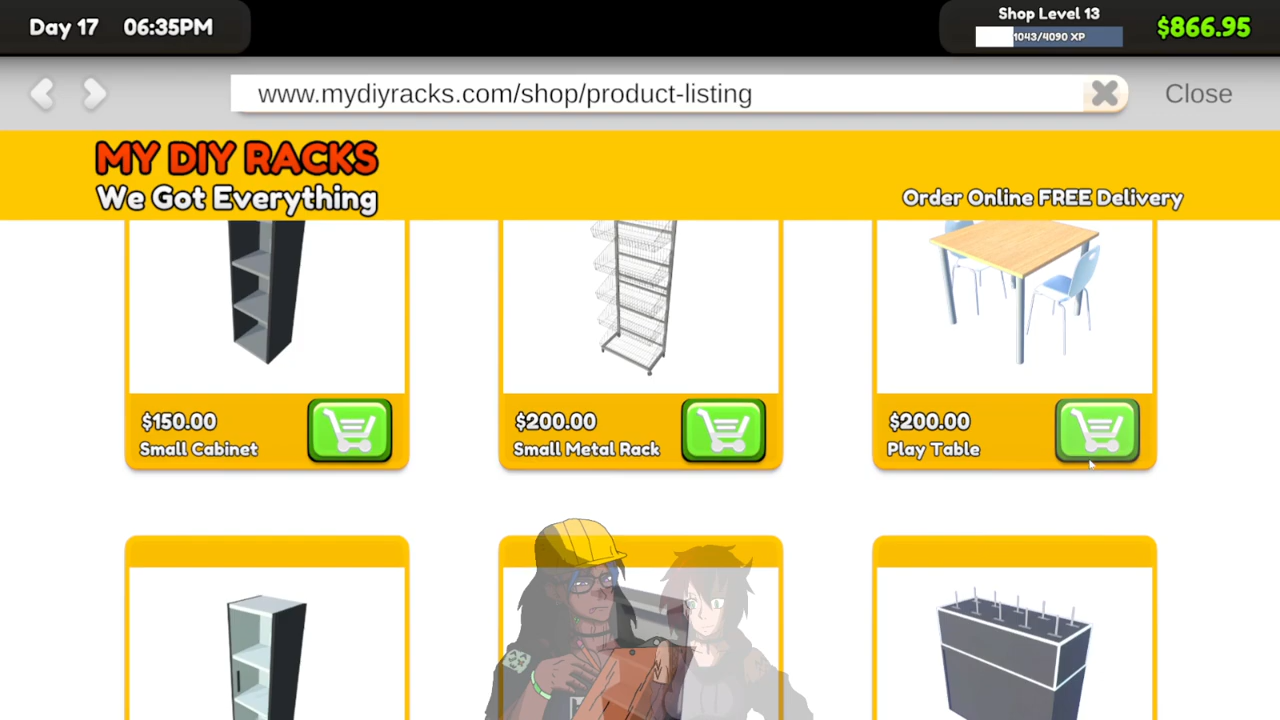 Day 17 06:35PM
Shop Level 13
1043/4090 XP
$866.95
www.mydiyracks.com/shop/product-listing
Close
MY DIY RACKS
We Got Everything
Order Online FREE Delivery
$150.00
Small Cabinet
$200.00
Small Metal Rack
$200.00
Play Table